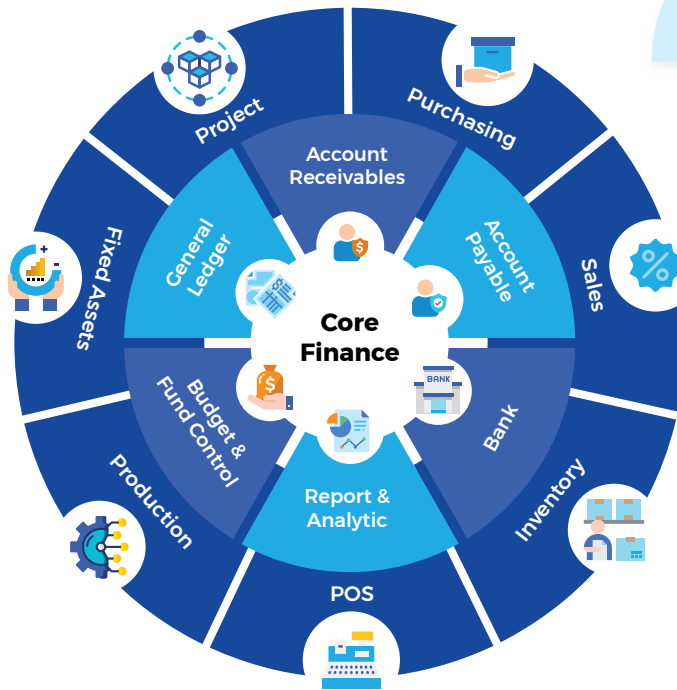 Project
Purchasing
Account
Receivables
General
Ledger
Account
Payable
Fixed Assets
Sales
Core
Finance
BANK
Budget &
Fund Control
Bank
Production
Report &
Analytic
Inventory
POS